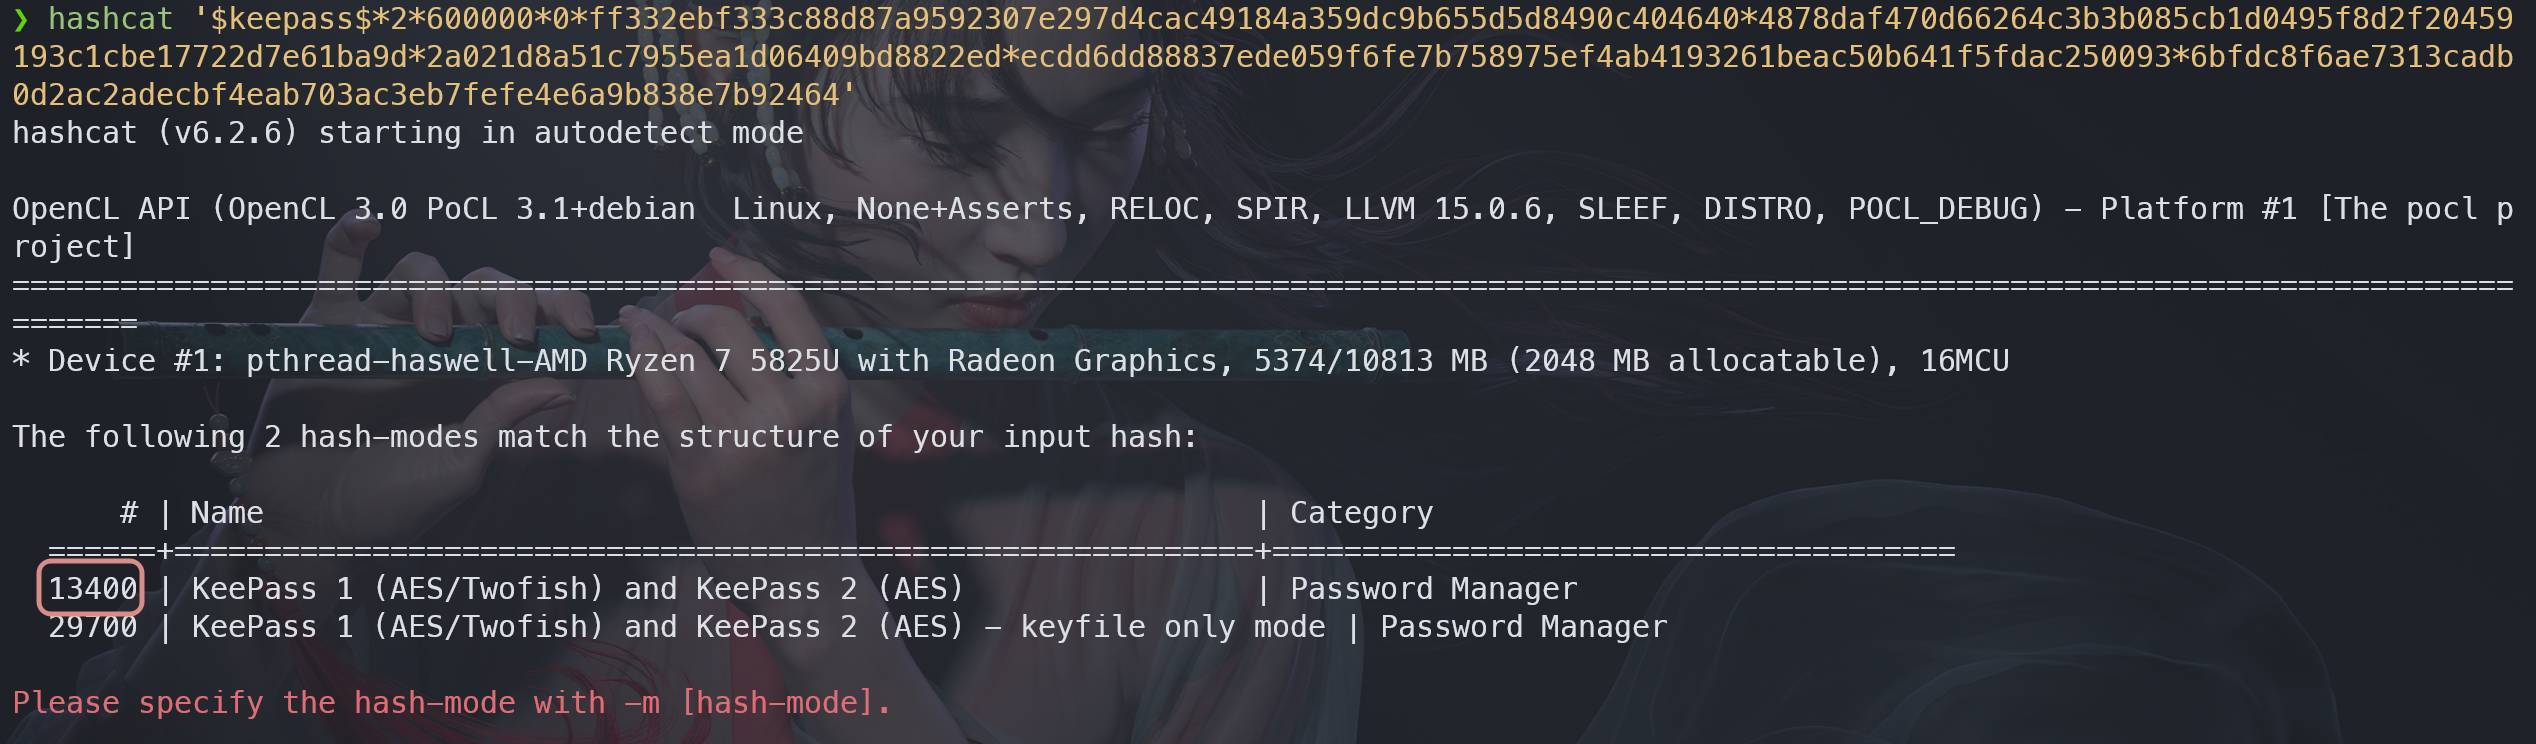 ❯ hashcat '$keepass$*2*600000*0*ff332ebf333c88d87a9592307e297d4cac49184a359dc9b655d5d8490c404640*4878daf470d66264c3b3b085cb1d0495f8d2f20459
193c1cbe17722d7e61ba9d*2a021d8a51c7955ea1d06409bd8822ed*ecdd6dd88837ede059f6fe7b758975ef4ab4193261beac50b641f5fdac250093*6bfdc8f6ae7313cadb
0d2ac2adecbf4eab703ac3eb7fefe4e6a9b838e7b92464'
hashcat (v6.2.6) starting in autodetect mode
OpenCL API (OpenCL 3.0 PoCL 3.1+debian  Linux, None+Asserts, RELOC, SPIR, LLVM 15.0.6, SLEEF, DISTRO, POCL_DEBUG) - Platform #1 [The pocl p
roject]
===========================================================================================================================================
=======
* Device #1: pthread-haswell-AMD Ryzen 7 5825U with Radeon Graphics, 5374/10813 MB (2048 MB allocatable), 16MCU
The following 2 hash-modes match the structure of your input hash:
      # | Name                                                       | Category
  ======+============================================================+======================================
  13400 | KeePass 1 (AES/Twofish) and KeePass 2 (AES)                | Password Manager
  29700 | KeePass 1 (AES/Twofish) and KeePass 2 (AES) - keyfile only mode | Password Manager
Please specify the hash-mode with -m [hash-mode].